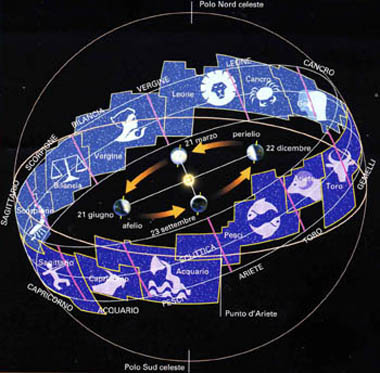 Polo Nord celeste
LEONE
VERGINE
CANCRO
Leone
Cancro
BILANCIA
SCORPIONE
Vergine
21 marzo
perielio
22 dicembre
Bilancia
Ariete
Toro
GEMELLI
SAGITTARIO
Scorpione
21 giugno
afelio
23 settembre
Pesci
TORO
ECLITTICA
ARIETE
Sagittario
Capricorno
Acquario
CAPRICORNO
ACQUARIO
PESCI
Punto d'Ariete
Polo Sud celeste